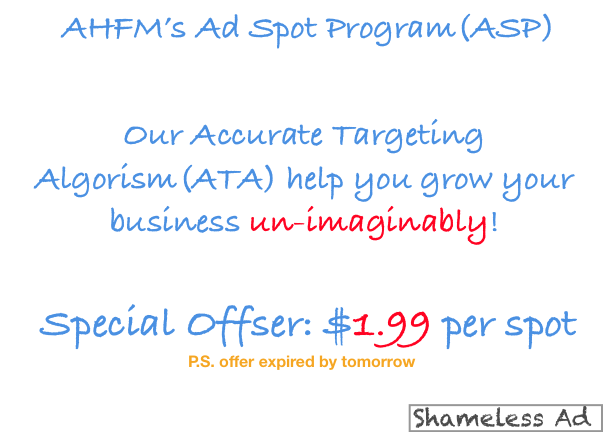 AHFM's Ad Spot Program(ASP)
Our Accurate Targeting
Algorism(ATA) help you grow your
business un-imaginably!
Special Offser: $1.99 per spot
P.S. offer expired by tomorrow
Shameless Ad